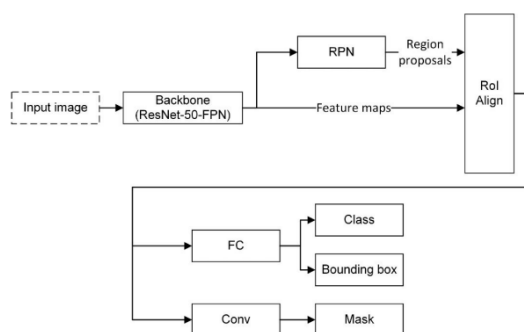 RPN
Region
proposals
RoI
Align
Input image
Backbone
(ResNet-50-FPN)
Feature maps
FC
Class
Bounding box
Conv
Mask